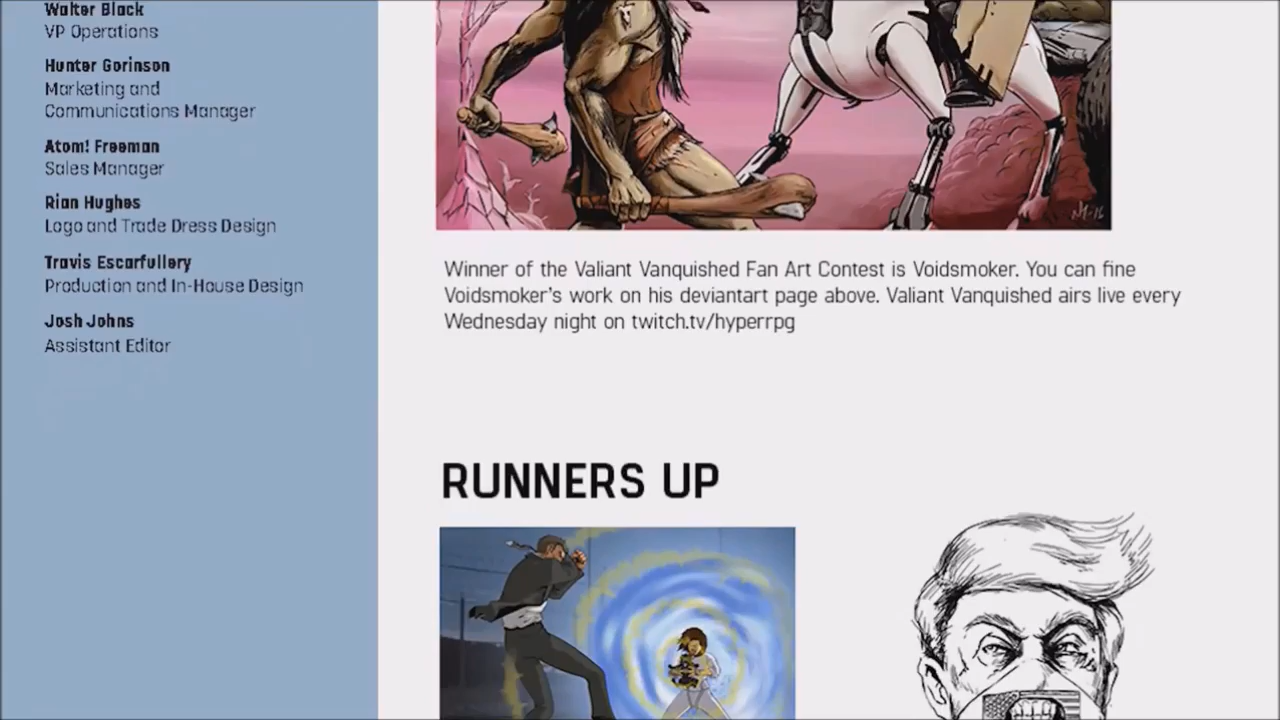 Walter Black
VP Operations
Hunter Gorinson
Marketing and
Communications Manager
Atom! Freeman
Sales Manager
Rian Hughes
Logo and Trade Dress Design
Travis Escarfullery
Production and In-House Design
Josh Johns
Assistant Editor
Winner of the Valiant Vanquished Fan Art Contest is Voidsmoker. You can fine
Voidsmoker's work on his deviantart page above. Valiant Vanquished airs live every
Wednesday night on twitch.tv/hyperrpg
RUNNERS UP